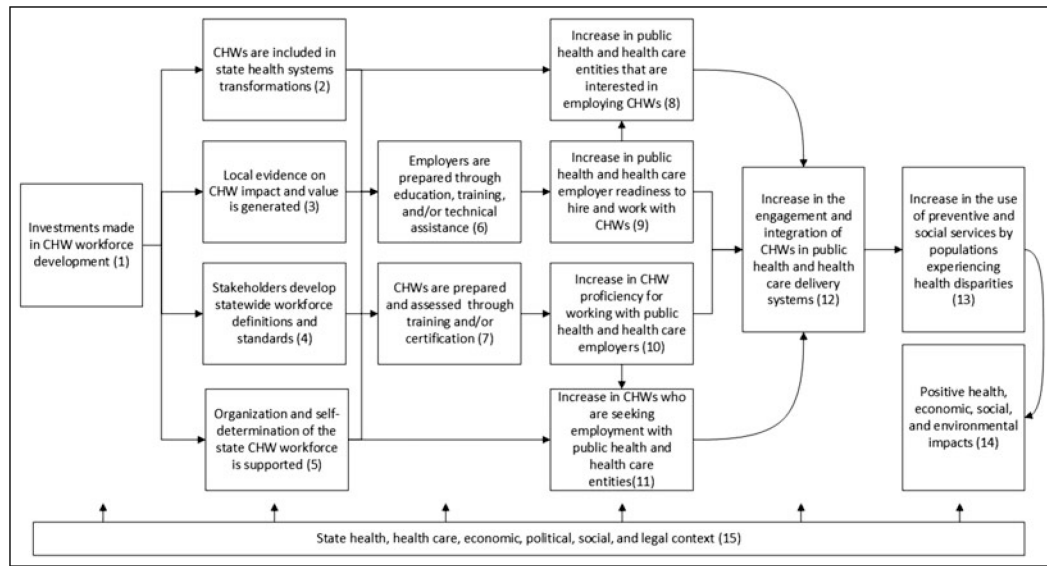 Investments made
in CHW workforce
development (1)
CHWs are included in
state health systems
transformations (2)
Local evidence on
CHW impact and value
is generated (3)
Stakeholders develop
statewide workforce
definitions and
standards (4)
Organization and self-
determination of the
state CHW workforce
is supported (5)
Employers are
prepared through
education, training,
and/or technical
assistance (6)
CHWs are prepared
and assessed through
training and/or
certification (7)
Increase in public
health and health care
entities that are
interested in
employing CHWs (8)
Increase in public
health and health care
employer readiness to
hire and work with
CHWs (9)
Increase in CHW
proficiency for
working with public
health and health care
employers (10)
Increase in CHWs who
are seeking
employment with
public health and
health care
entities(11)
Increase in the
engagement and
integration of
CHWs in public
health and health
care delivery
systems (12)
Increase in the use
of preventive and
social services by
populations
experiencing
health disparities
(13)
Positive health,
economic, social,
and environmental
impacts (14)
State health, health care, economic, political, social, and legal context (15)